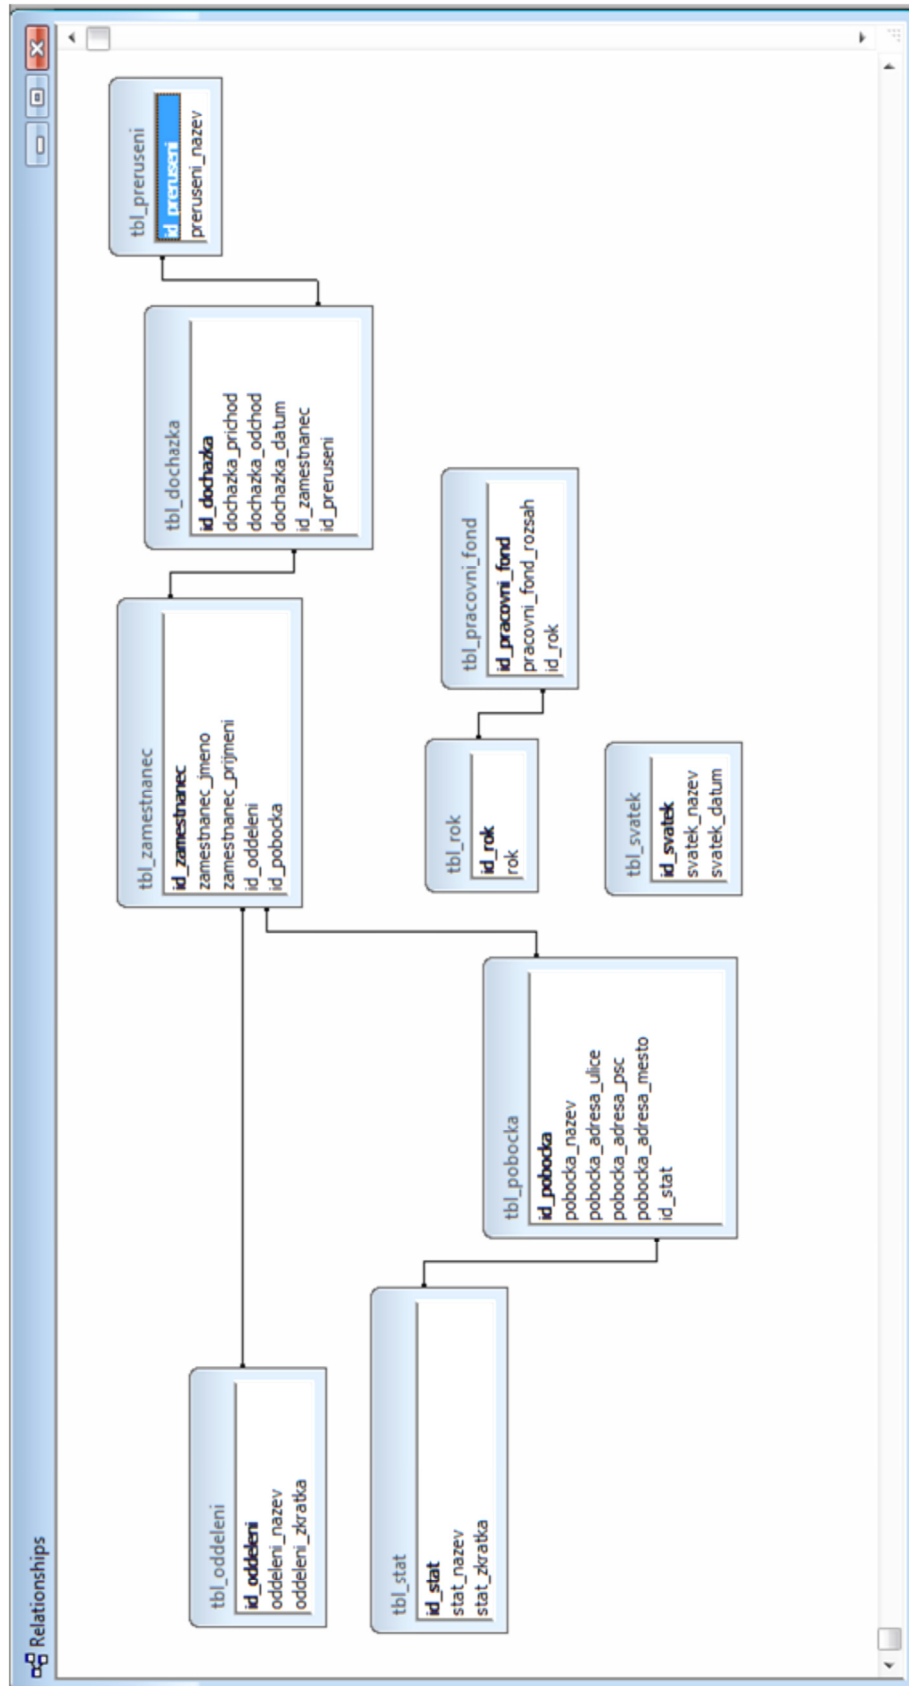 Relationships
tbl_oddeleni
id_oddeleni
oddeleni_nazev
oddeleni_zkratka
tbl_zamestnanec
id_zamestnanec
zamestnanec_jmeno
zamestnanec_prijmeni
id_oddeleni
id_pobocka
tbl_dochazka
id_dochazka
dochazka_prichod
dochazka_odchod
dochazka_datum
id_zamestnanec
id_preruseni
tbl_preruseni
id_preruseni
preruseni_nazev
tbl_stat
id_stat
stat_nazev
stat_zkratka
tbl_pobocka
id_pobocka
pobocka_nazev
pobocka_adresa_ulice
pobocka_adresa_psc
pobocka_adresa_mesto
id_stat
tbl_rok
id_rok
rok
tbl_pracovni_fond
id_pracovni_fond
pracovni_fond_rozsah
id_rok
tbl_svatek
id_svatek
svatek_nazev
svatek_datum